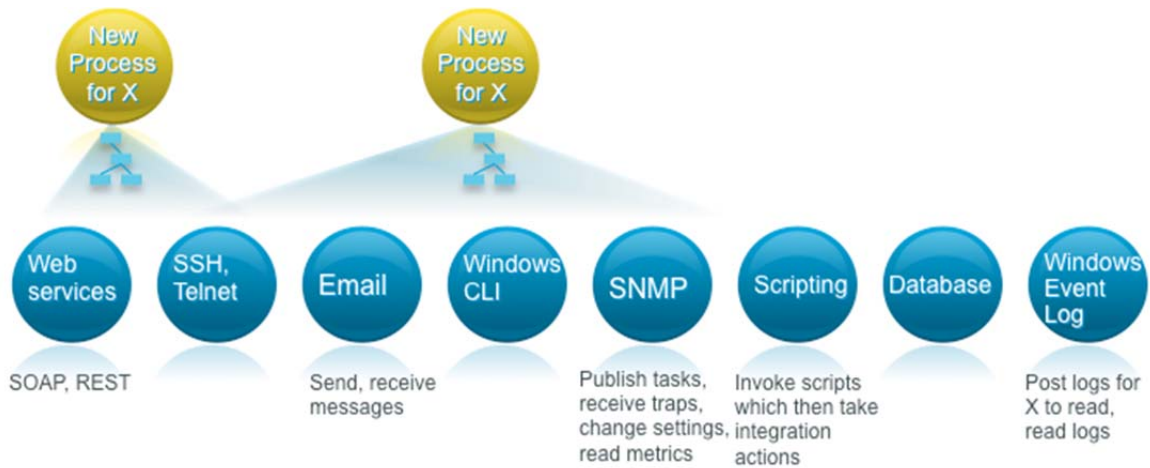 New
Process
for X
New
Process
for X
Web
services
SSH,
Telnet
Email
Windows
CLI
SNMP
Scripting
Database
Windows
Event
Log
SOAP, REST
Send, receive
messages
Publish tasks,
receive traps,
change settings,
read metrics
Invoke scripts
which then take
integration
actions
Post logs for
X to read,
read logs